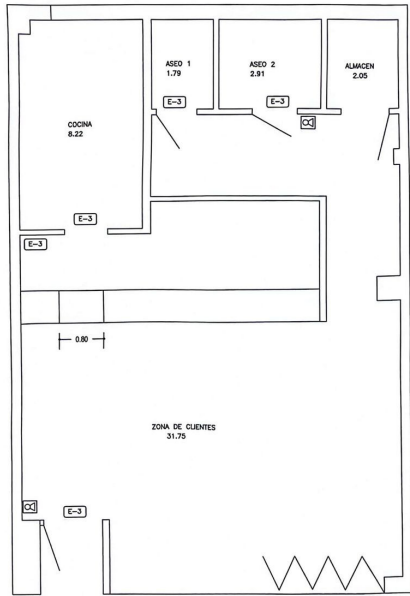 ASEO 1
1.79
ASEO 2
2.91
ALMACEN
2.05
E-3
E-3
COCINA
8.22
E-3
E-3
0.80
ZONA DE CLIENTES
31.75
E-3